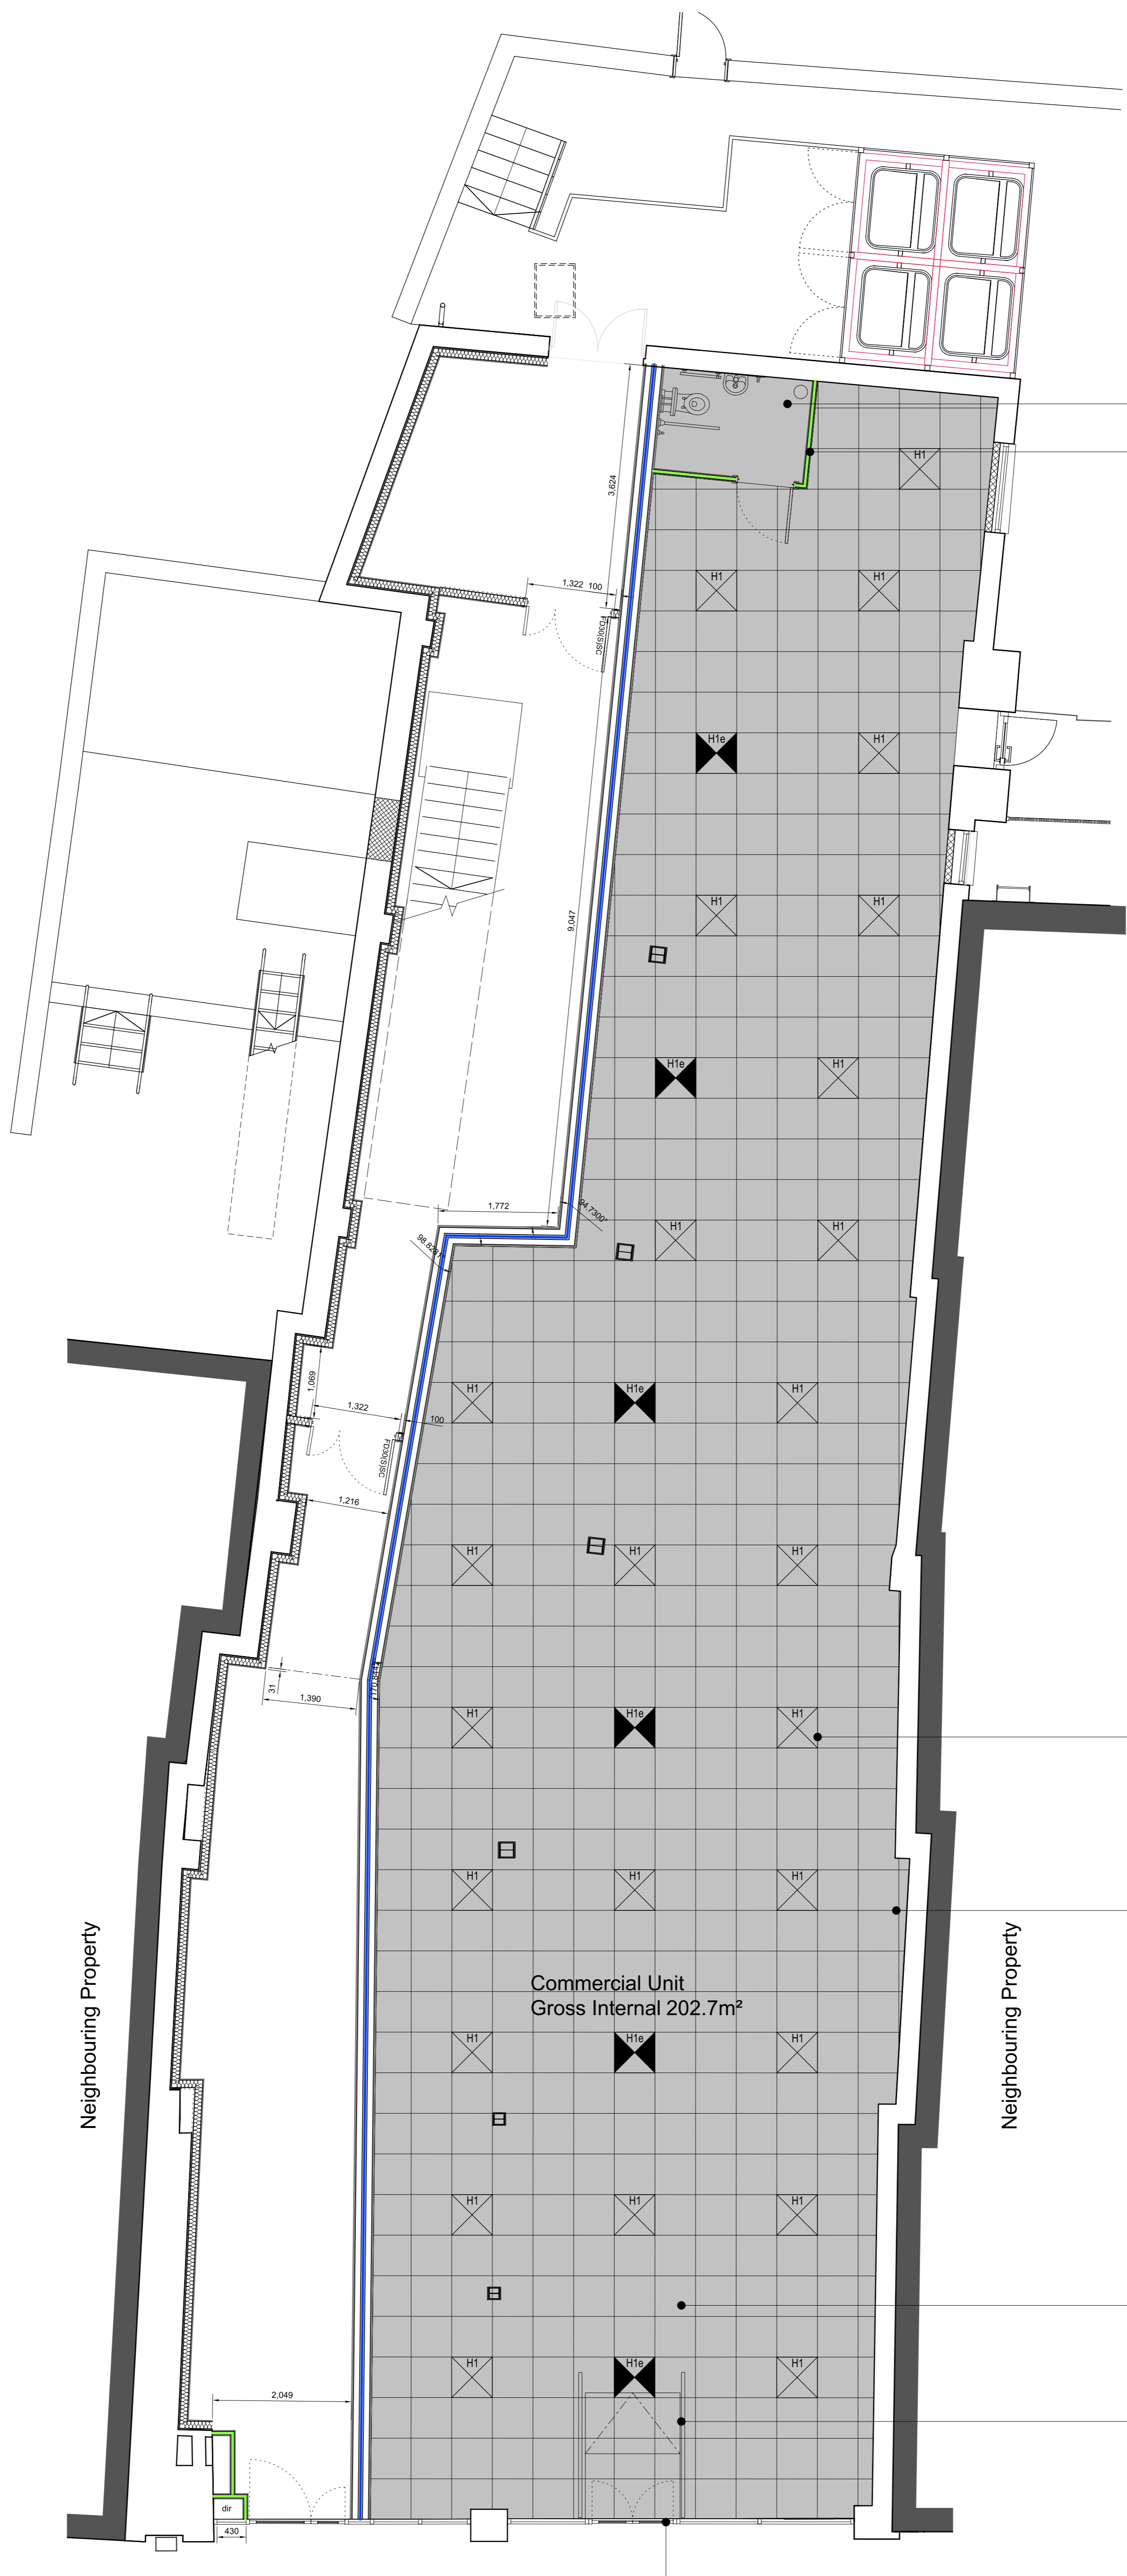 H1
3,624
H1
H1
1,322 100
FD30(S)SC
H1e
H1
H1
H1
9,047
H1e
H1
1,772
94.7300°
H1
H1
1,069
H1
H1e
H1
1,322
100
FD30(S)SC
1,216
H1
H1
H1
31
1,390
H1
H1e
H1
H1
H1
H1
Neighbouring Property
Commercial Unit
Gross Internal 202.7m²
Neighbouring Property
H1
H1e
H1
H1
H1
H1
H1
H1e
H1
2,049
dir
430